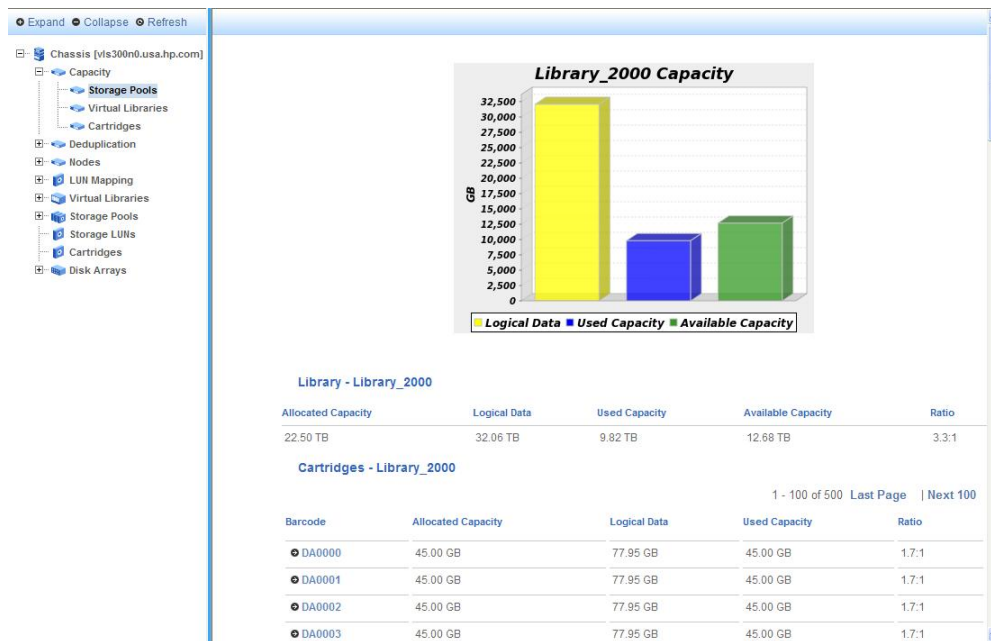 Expand Collapse Refresh
Chassis [vls300n0.usa.hp.com]
Capacity
Storage Pools
Virtual Libraries
Cartridges
Deduplication
Nodes
LUN Mapping
Virtual Libraries
Storage Pools
Storage LUNs
Cartridges
Disk Arrays
Library_2000 Capacity
32,500
30,000
27,500
25,000
22,500
20,000
17,500
15,000
12,500
10,000
7,500
5,000
2,500
0
GB
Logical Data Used Capacity Available Capacity
Library - Library_2000
Allocated Capacity Logical Data Used Capacity Available Capacity Ratio
22.50 TB 32.06 TB 9.82 TB 12.68 TB 3.3:1
Cartridges - Library_2000
1 - 100 of 500 Last Page | Next 100
Barcode Allocated Capacity Logical Data Used Capacity Ratio
DA0000 45.00 GB 77.95 GB 45.00 GB 1.7:1
DA0001 45.00 GB 77.95 GB 45.00 GB 1.7:1
DA0002 45.00 GB 77.95 GB 45.00 GB 1.7:1
DA0003 45.00 GB 77.95 GB 45.00 GB 1.7:1